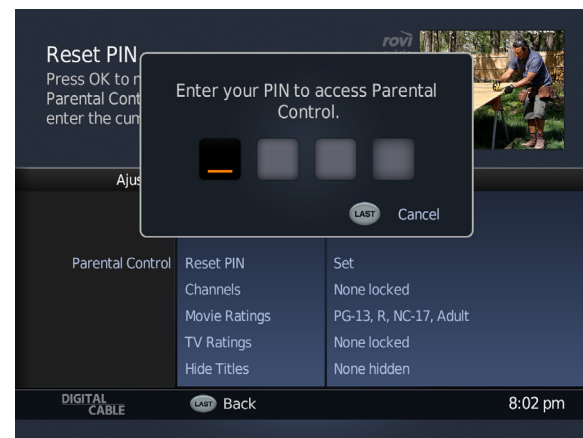 Reset PIN
rovi
Press OK to
Parental Cont
enter the
Enter your PIN to access Parental
Control.
LAST Cancel
Parental Control Reset PIN Set
Channels None locked
Movie Ratings PG-13, R, NC-17, Adult
TV Ratings None locked
Hide Titles None hidden
DIGITAL
CABLE
LAST Back
8:02 pm